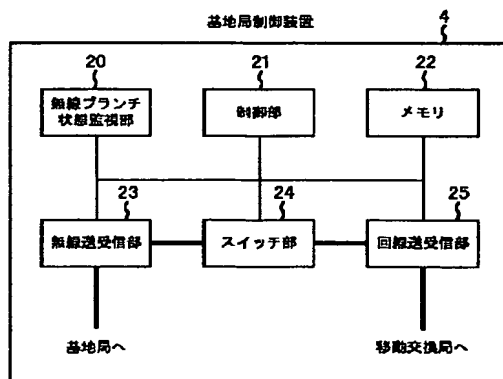 基地局制御装置
4
20
21
22
無線ブランチ
状態監視部
制御部
メモリ
23
24
25
無線送受信部
スイッチ部
回線送受信部
基地局へ
移動交換局へ